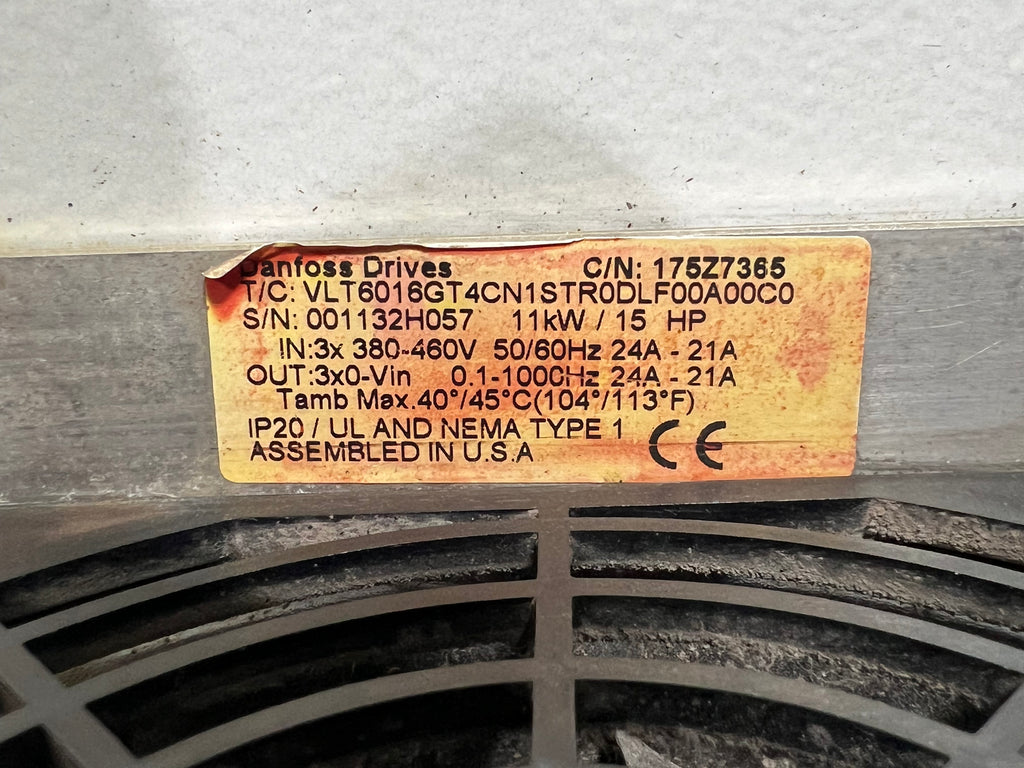 Danfoss Drives C/N: 175Z7365
T/C: VLT6016GT4CN1STR0DLF00A00C0
S/N: 001132H057 11kW / 15 HP
IN:3x 380-460V 50/60Hz 24A - 21A
OUT:3x0-Vin 0.1-1000Hz 24A - 21A
Tamb Max.40°/45°C(104°/113°F)
IP20 / UL AND NEMA TYPE 1 CE
ASSEMBLED IN U.S.A